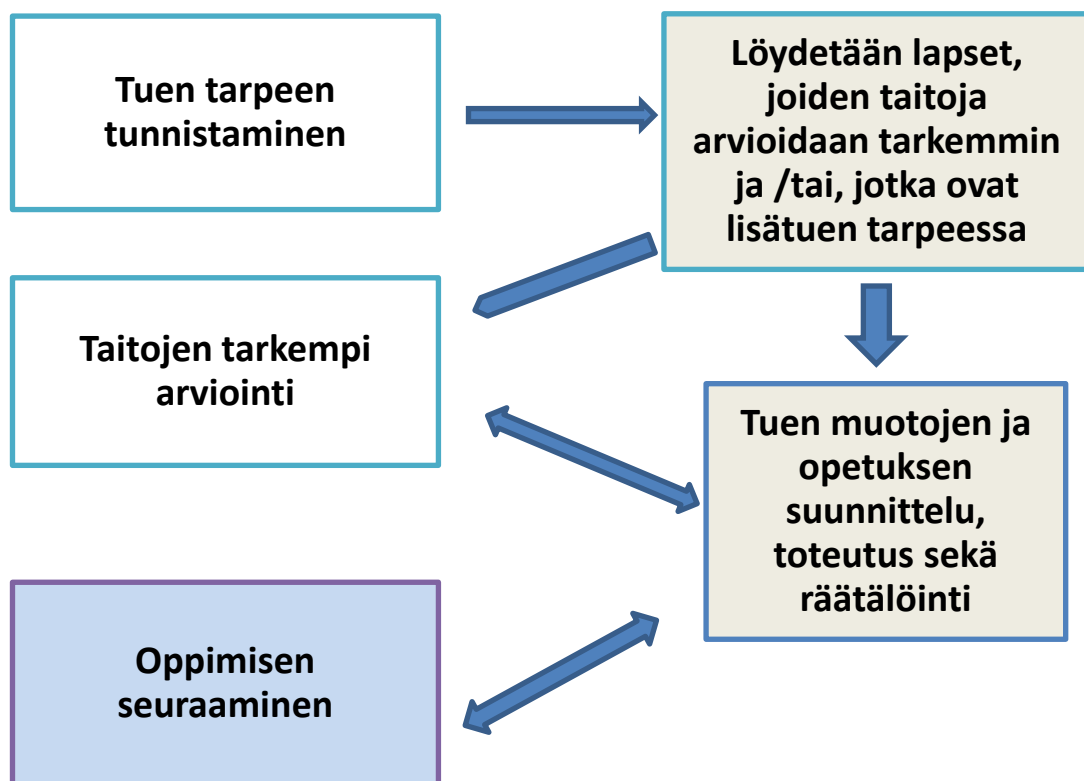 Tuen tarpeen
tunnistaminen
Löydetään lapset,
joiden taitoja
arvioidaan tarkemmin
ja /tai, jotka ovat
lisätuen tarpeessa
Taitojen tarkempi
arviointi
Tuen muotojen ja
opetuksen
suunnittelu,
toteutus sekä
räätälöinti
Oppimisen
seuraaminen